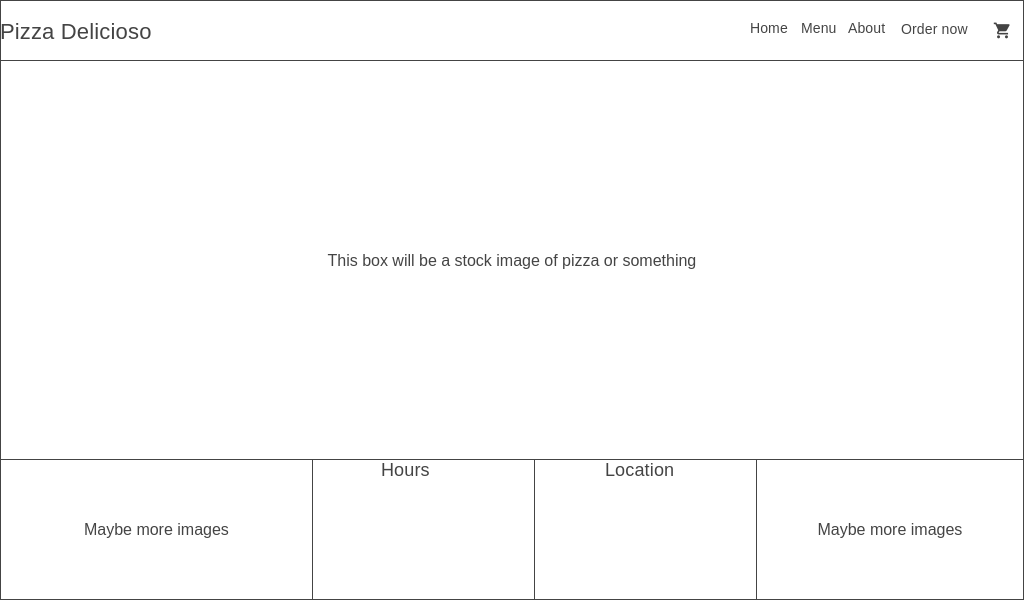 Pizza Delicioso
Home Menu About Order now
This box will be a stock image of pizza or something
Hours
Location
Maybe more images
Maybe more images